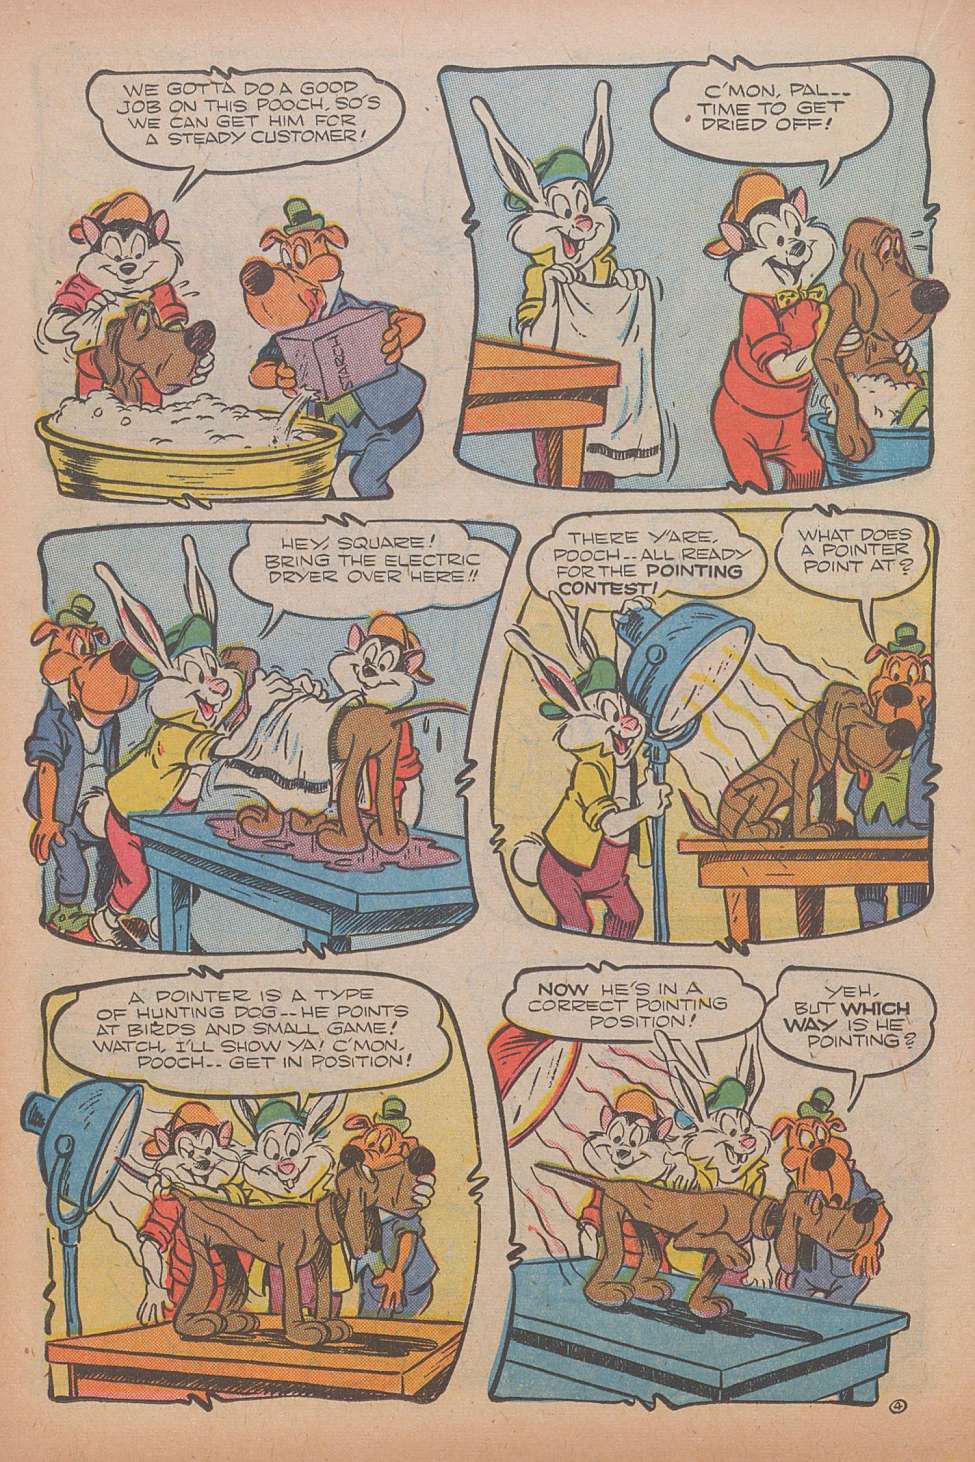 WE GOTTA DO A GOOD
JOB ON THIS POOCH, SO'S
WE CAN GET HIM FOR
A STEADY CUSTOMER!
C'MON, PAL--
TIME TO GET
DRIED OFF!
HEY, SQUARE!
BRING THE ELECTRIC
DRYER OVER HERE!!
THERE Y'ARE,
POOCH--ALL READY
FOR THE POINTING
CONTEST!
WHAT DOES
A POINTER
POINT AT?
A POINTER IS A TYPE
OF HUNTING DOG--HE POINTS
AT BIRDS AND SMALL GAME!
WATCH, I'LL SHOW YA! C'MON,
POOCH--GET IN POSITION!
NOW HE'S IN A
CORRECT POINTING
POSITION!
YEH,
BUT WHICH
WAY IS HE
POINTING?
4